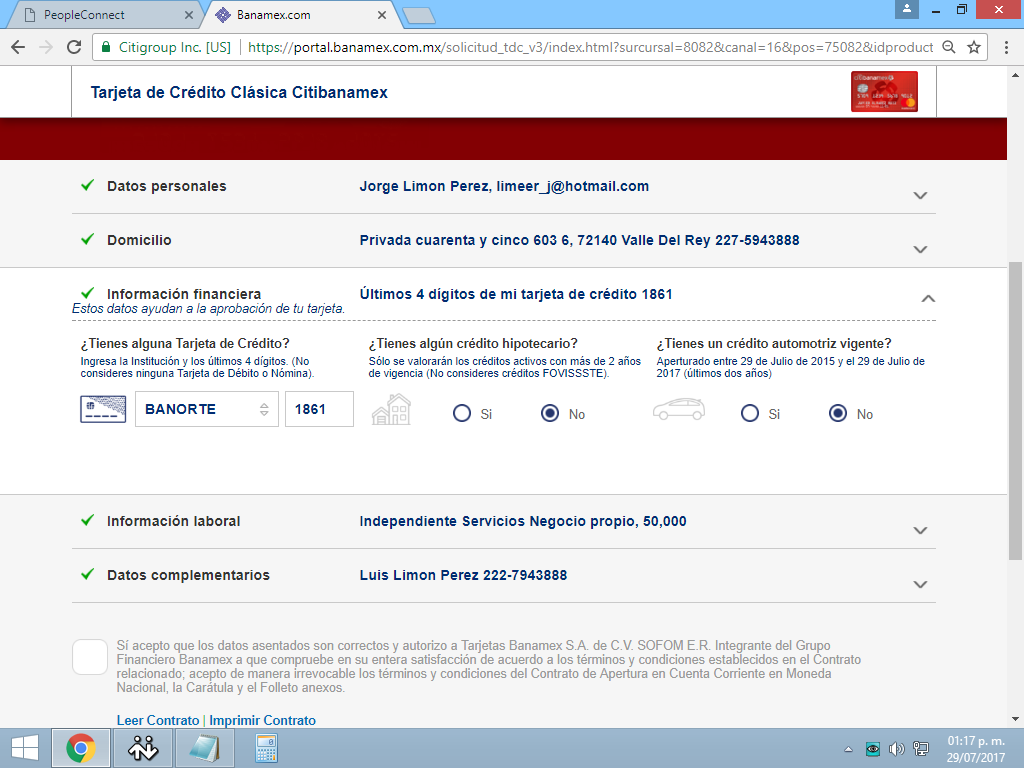 PeopleConnect
Banamex.com
Citigroup Inc. [US]
https://portal.banamex.com.mx/solicitud_tdc_v3/index.html?sursursal=8082&canal=16&pos=75082&idproduct
Tarjeta de Crédito Clásica Citibanamex
Datos personales
Jorge Limon Perez, limeer_j@hotmail.com
Domicilio
Privada cuarenta y cinco 603 6, 72140 Valle Del Rey 227-5943888
Información financiera
Últimos 4 dígitos de mi tarjeta de crédito 1861
Estos datos ayudan a la aprobación de tu tarjeta.
¿Tienes alguna Tarjeta de Crédito?
Ingresa la Institución y los últimos 4 dígitos. (No
consideres ninguna Tarjeta de Débito o Nómina).
BANORTE
1861
¿Tienes algún crédito hipotecario?
Sólo se valorarán los créditos activos con más de 2 años
de vigencia (No consideres créditos FOVISSSTE).
Si
No
¿Tienes un crédito automotriz vigente?
Aperturado entre 29 de Julio de 2015 y el 29 de Julio de
2017 (últimos dos años)
Si
No
Información laboral
Independiente Servicios Negocio propio, 50,000
Datos complementarios
Luis Limon Perez 222-7943888
Sí acepto que los datos asentados son correctos y autorizo a Tarjetas Banamex S.A. de C.V. SOFOM E.R. Integrante del Grupo
Financiero Banamex a que compruebe en su entera satisfacción de acuerdo a los términos y condiciones establecidos en el Contrato
relacionado; acepto de manera irrevocable los términos y condiciones del Contrato de Apertura en Cuenta Corriente en Moneda
Nacional, la Carátula y el Folleto anexos.
Leer Contrato | Imprimir Contrato
01:17 p. m.
29/07/2017